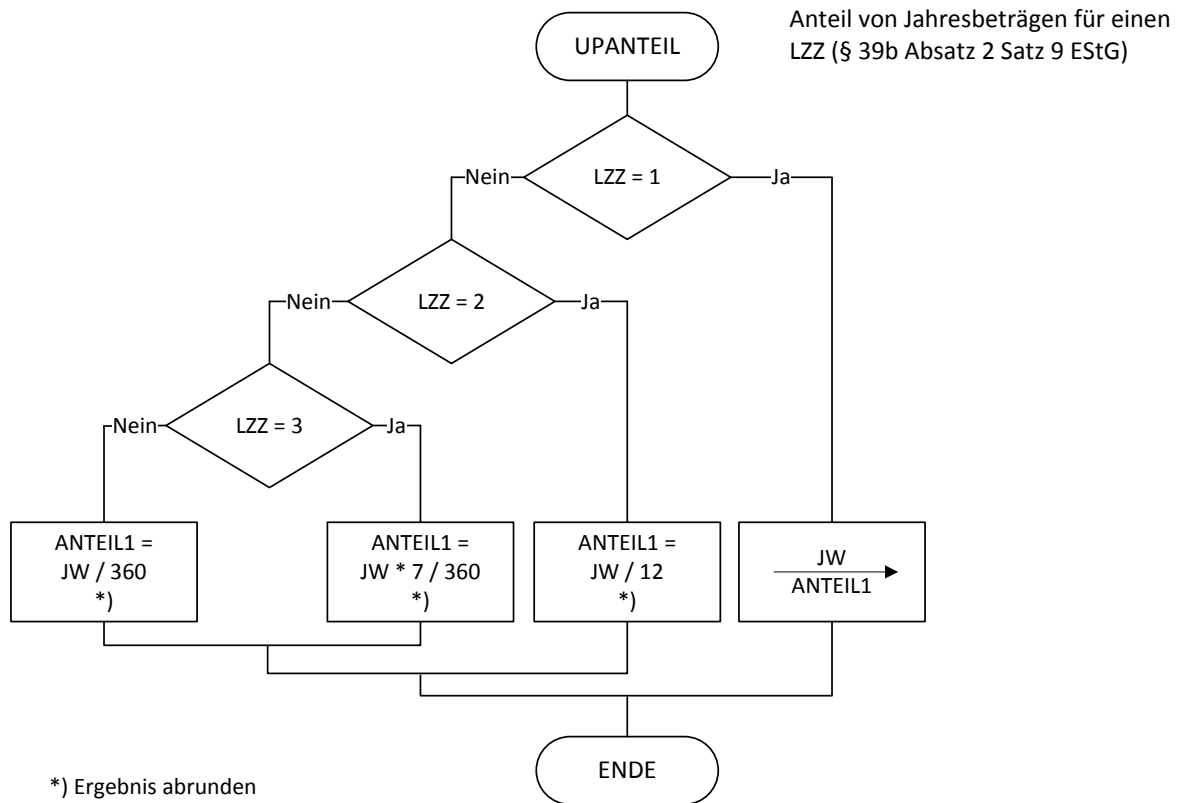 Anteil von Jahresbeträgen für einen
LZZ (§ 39b Absatz 2 Satz 9 EStG)
UPANTEIL
LZZ = 1
Nein
Ja
LZZ = 2
Nein
Ja
LZZ = 3
Nein
Ja
ANTEIL1 =
JW / 360
*)
ANTEIL1 =
JW * 7 / 360
*)
ANTEIL1 =
JW / 12
*)
JW
ANTEIL1
ENDE
*) Ergebnis abrunden